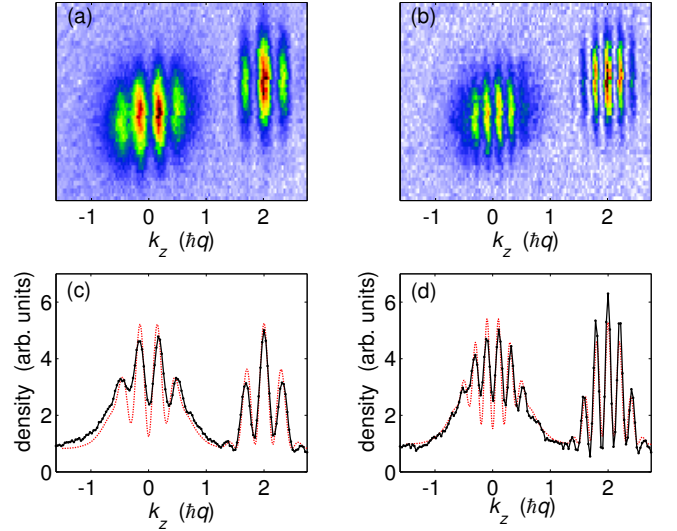 (a)
(b)
-1 0 1 2
-1 0 1 2
k_z (ħq)
k_z (ħq)
density (arb. units)
6
4
2
0
(c)
-1 0 1 2
k_z (ħq)
density (arb. units)
6
4
2
0
(d)
-1 0 1 2
k_z (ħq)